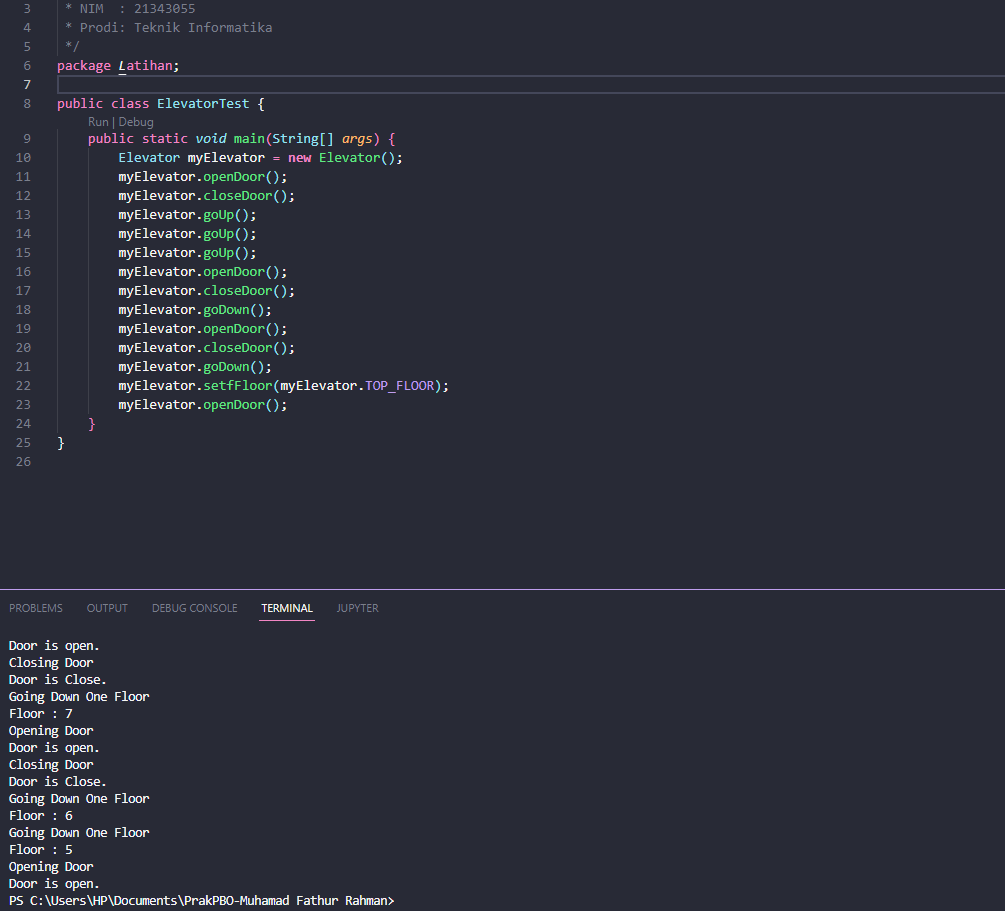 3 * NIM  : 21343055
4 * Prodi: Teknik Informatika
5 */
6 package Latihan;
7
8 public class ElevatorTest {
Run | Debug
9 public static void main(String[] args) {
10 Elevator myElevator = new Elevator();
11 myElevator.openDoor();
12 myElevator.closeDoor();
13 myElevator.goUp();
14 myElevator.goUp();
15 myElevator.goUp();
16 myElevator.openDoor();
17 myElevator.closeDoor();
18 myElevator.goDown();
19 myElevator.openDoor();
20 myElevator.closeDoor();
21 myElevator.goDown();
22 myElevator.setfFloor(myElevator.TOP_FLOOR);
23 myElevator.openDoor();
24 }
25 }
26
PROBLEMS OUTPUT DEBUG CONSOLE TERMINAL JUPYTER
Door is open.
Closing Door
Door is Close.
Going Down One Floor
Floor : 7
Opening Door
Door is open.
Closing Door
Door is Close.
Going Down One Floor
Floor : 6
Going Down One Floor
Floor : 5
Opening Door
Door is open.
PS C:\Users\HP\Documents\PrakPBO-Muhamad Fathur Rahman>